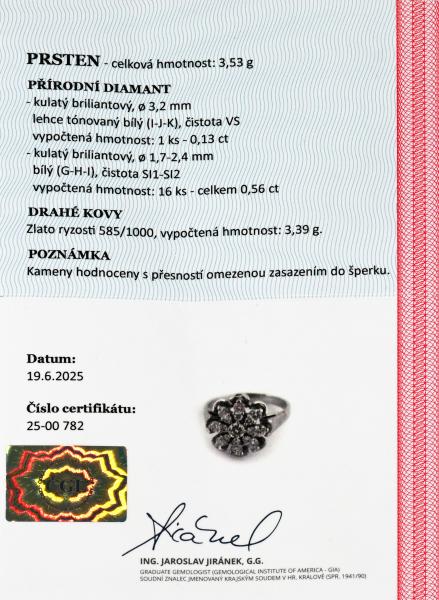 PRSTEN - celková hmotnost: 3,53 g
PŘÍRODNÍ DIAMANT
- kulatý briliantový, ø 3,2 mm
lehce tónovaný bílý (I-J-K), čistota VS
vypočtená hmotnost: 1 ks - 0,13 ct
- kulatý briliantový, ø 1,7-2,4 mm
bílý (G-H-I), čistota SI1-SI2
vypočtená hmotnost: 16 ks - celkem 0,56 ct
DRAHÉ KOVY
Zlato ryzosti 585/1000, vypočtená hmotnost: 3,39 g.
POZNÁMKA
Kameny hodnoceny s přesností omezenou zasazením do šperku.
Datum:
19.6.2025
Číslo certifikátu:
25-00 782
CGL
ING. JAROSLAV JIRÁNEK, G.G.
GRADUATE GEMOLOGIST (GEMOLOGICAL INSTITUTE OF AMERICA - GIA)
SOUDNÍ ZNALEC JMENOVANÝ KRAJSKÝM SOUDEM V HR. KRÁLOVÉ (SPR. 1941/90)